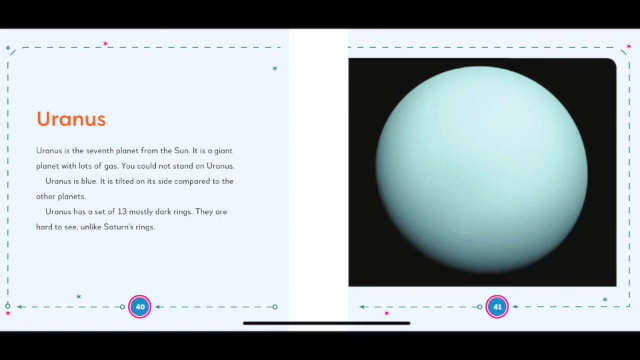 Uranus
Uranus is the seventh planet from the Sun. It is a giant
planet with lots of gas. You could not stand on Uranus.
Uranus is blue. It is tilted on its side compared to the
other planets.
Uranus has a set of 13 mostly dark rings. They are
hard to see, unlike Saturn's rings.
40
41